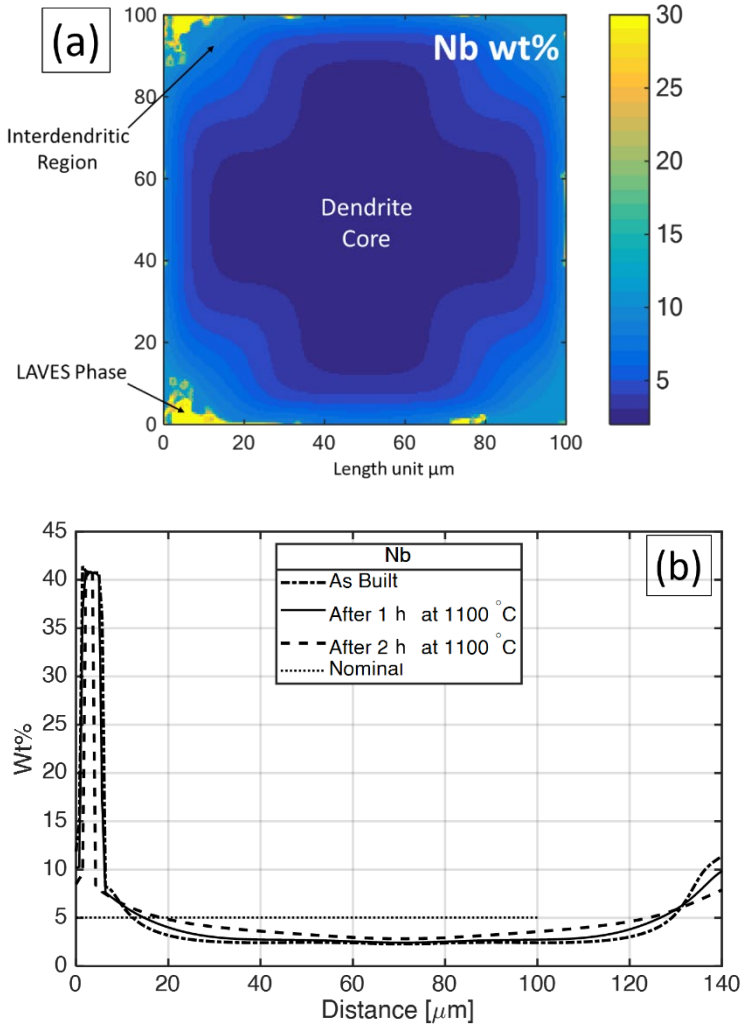 (a)
Nb wt%
Interdendritic
Region
Dendrite
Core
LAVES Phase
100
80
60
40
20
0
0 20 40 60 80 100
Length unit μm
30
25
20
15
10
5
(b)
Nb
As Built
After 1 h at 1100 °C
After 2 h at 1100 °C
Nominal
45
40
35
30
25
20
15
10
5
0
Wt%
0 20 40 60 80 100 120 140
Distance [μm]